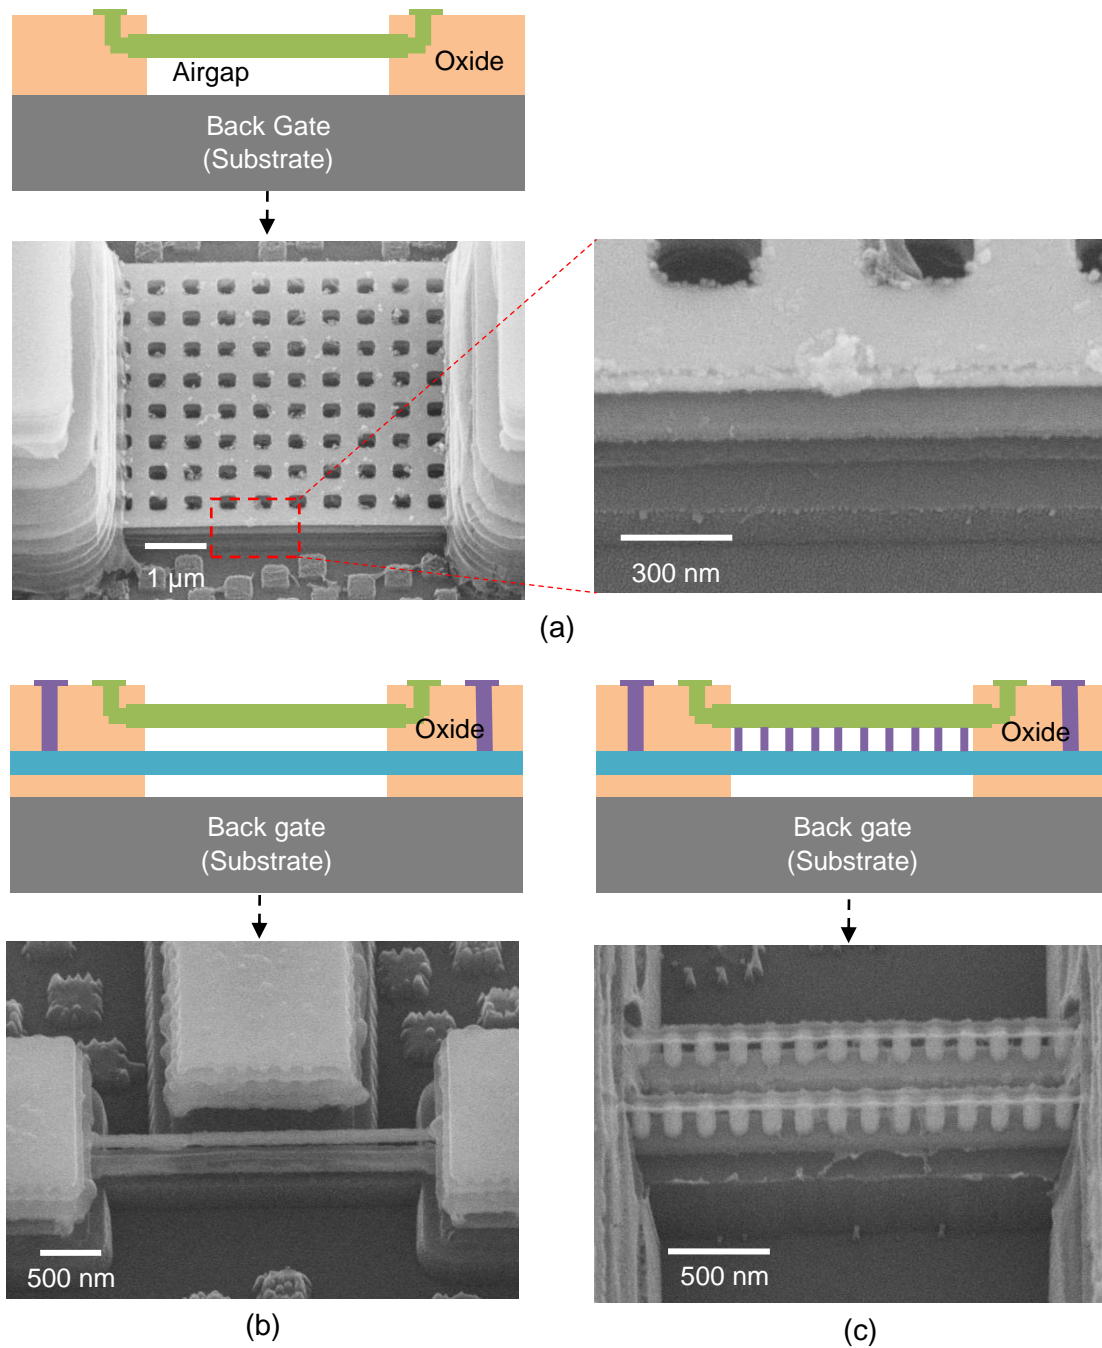 Airgap
Oxide
Back Gate
(Substrate)
1 μm
300 nm
(a)
Oxide
Back gate
(Substrate)
500 nm
(b)
Oxide
Back gate
(Substrate)
500 nm
(c)